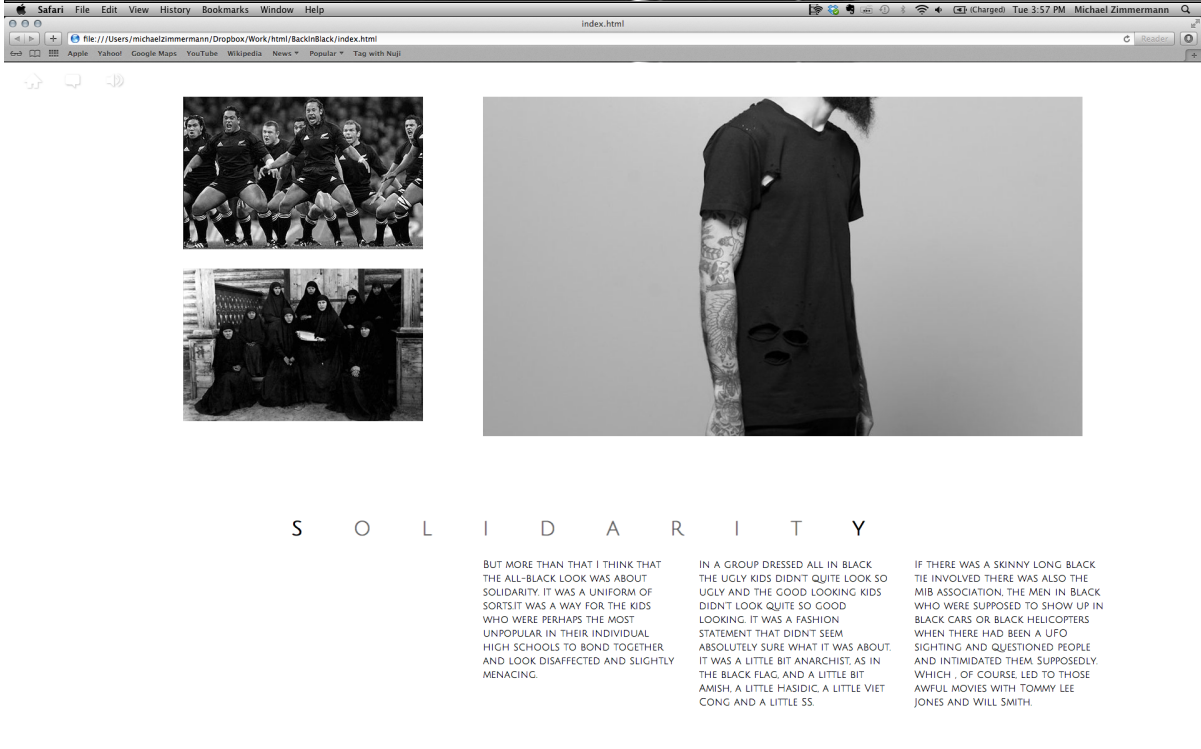 Safari File Edit View History Bookmarks Window Help (Charged) Tue 3:57 PM Michael Zimmermann
index.html
file:///Users/michaelzimmermann/Dropbox/Work/html/BackInBlack/index.html Reader
Apple Yahoo! Google Maps YouTube Wikipedia News Popular Tag with Nuji
SOLIDARITY
But more than that I think that
the all-black look was about
solidarity. It was a uniform of
sorts.It was a way for the kids
who were perhaps the most
unpopular in their individual
high schools to bond together
and look disaffected and slightly
menacing.
In a group dressed all in black
the ugly kids didn't quite look so
ugly and the good looking kids
didn't look quite so good
looking. It was a fashion
statement that didn't seem
absolutely sure what it was about.
It was a little bit anarchist, as in
the black flag, and a little bit
Amish, a little Hasidic, a little Viet
Cong and a little SS.
If there was a skinny long black
tie involved there was also the
MIB association, the Men in Black
who were supposed to show up in
black cars or black helicopters
when there had been a UFO
sighting and questioned people
and intimidated them. Supposedly.
Which , of course, led to those
awful movies with Tommy Lee
Jones and Will Smith.